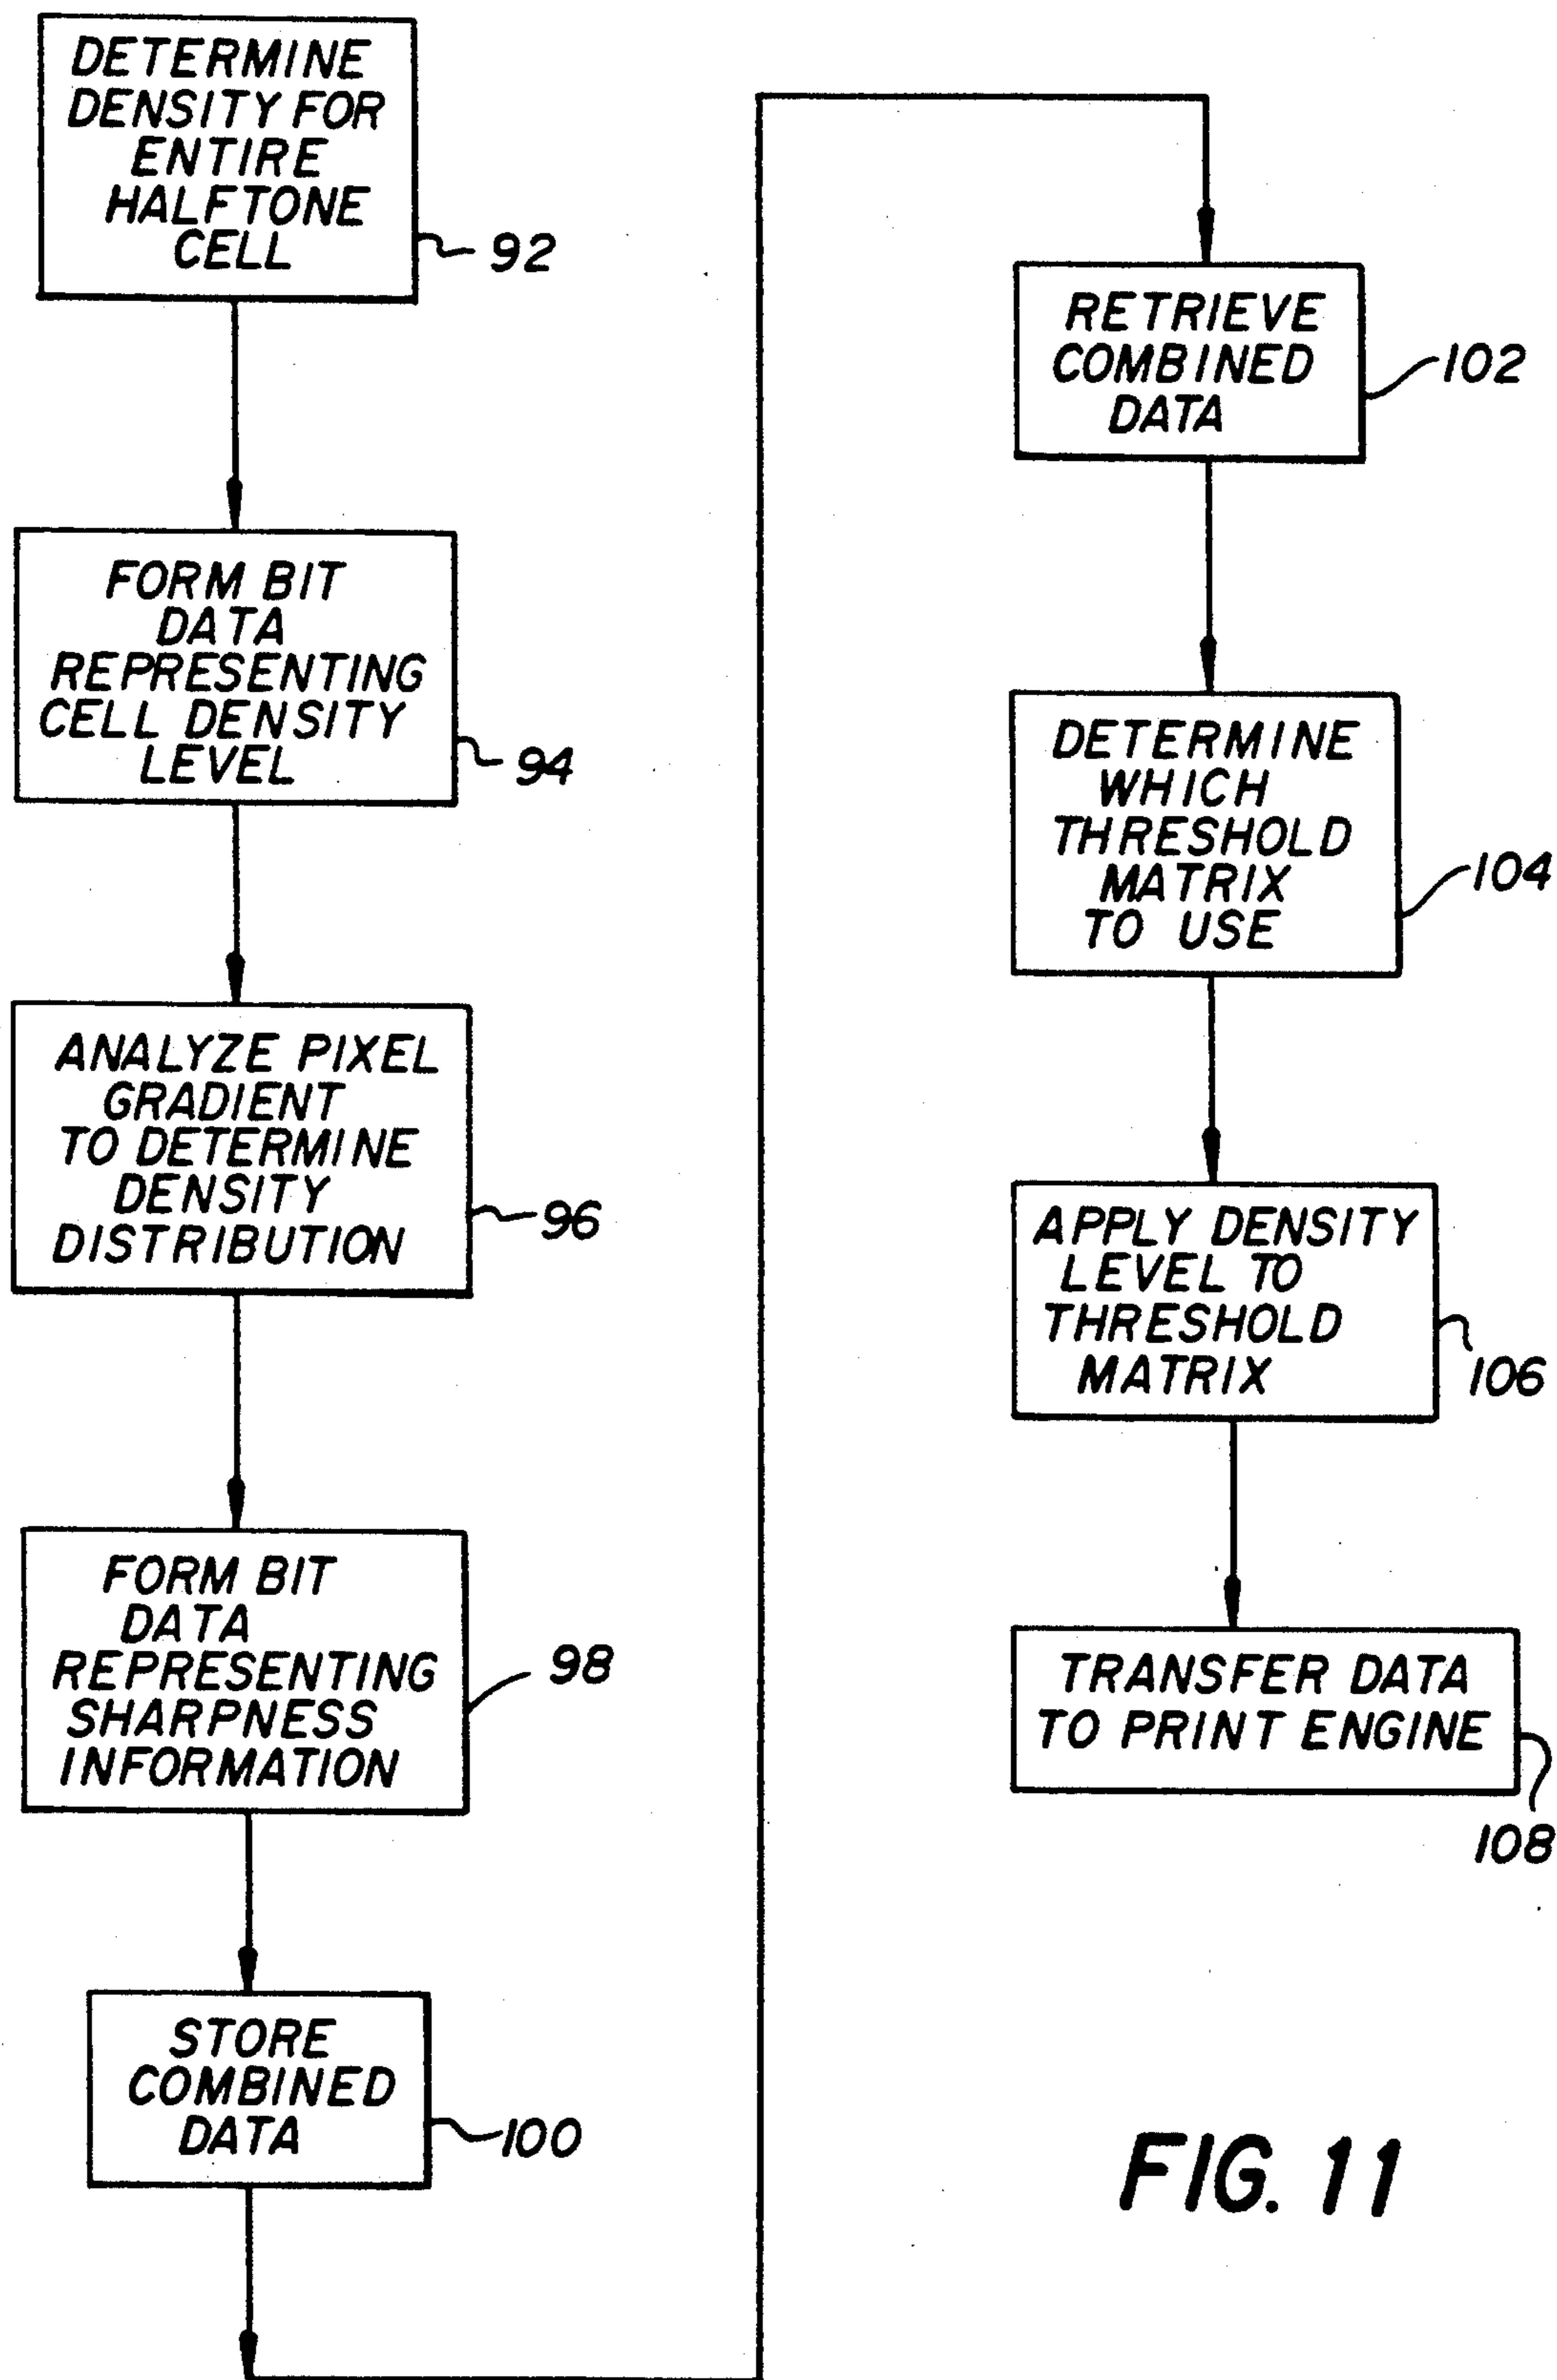 DETERMINE
DENSITY FOR
ENTIRE
HALFTONE
CELL
92
FORM BIT
DATA
REPRESENTING
CELL DENSITY
LEVEL
94
ANALYZE PIXEL
GRADIENT
TO DETERMINE
DENSITY
DISTRIBUTION
96
FORM BIT
DATA
REPRESENTING
SHARPNESS
INFORMATION
98
STORE
COMBINED
DATA
100
RETRIEVE
COMBINED
DATA
102
DETERMINE
WHICH
THRESHOLD
MATRIX
TO USE
104
APPLY DENSITY
LEVEL TO
THRESHOLD
MATRIX
106
TRANSFER DATA
TO PRINT ENGINE
108
FIG. 11